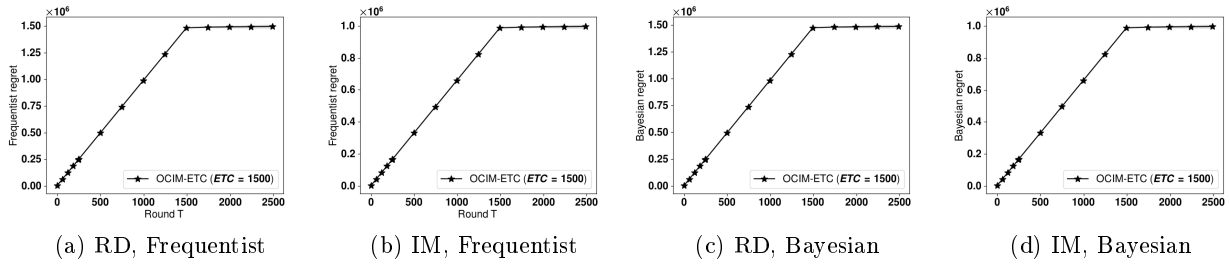 ×10⁶
1.50
1.25
1.00
0.75
0.50
0.25
0.00
Frequentist regret
OCIM-ETC (ETC = 1500)
0 500 1000 1500 2000 2500
Round T
(a) RD, Frequentist
×10⁶
1.0
0.8
0.6
0.4
0.2
0.0
Frequentist regret
OCIM-ETC (ETC = 1500)
0 500 1000 1500 2000 2500
Round T
(b) IM, Frequentist
×10⁶
1.50
1.25
1.00
0.75
0.50
0.25
0.00
Bayesian regret
OCIM-ETC (ETC = 1500)
0 500 1000 1500 2000 2500
(c) RD, Bayesian
×10⁶
1.0
0.8
0.6
0.4
0.2
0.0
Bayesian regret
OCIM-ETC (ETC = 1500)
0 500 1000 1500 2000 2500
(d) IM, Bayesian